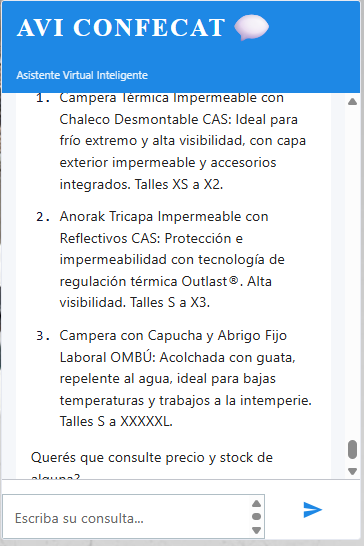 AVI CONFECAT
Asistente Virtual Inteligente
1. Campera Térmica Impermeable con
Chaleco Desmontable CAS: Ideal para
frío extremo y alta visibilidad, con capa
exterior impermeable y accesorios
integrados. Talles XS a X2.
2. Anorak Tricapa Impermeable con
Reflectivos CAS: Protección e
impermeabilidad con tecnología de
regulación térmica Outlast®. Alta
visibilidad. Talles S a X3.
3. Campera con Capucha y Abrigo Fijo
Laboral OMBÚ: Acolchada con guata,
repelente al agua, ideal para bajas
temperaturas y trabajos a la intemperie.
Talles S a XXXXXL.
Querés que consulte precio y stock de
alguna?
Escriba su consulta...